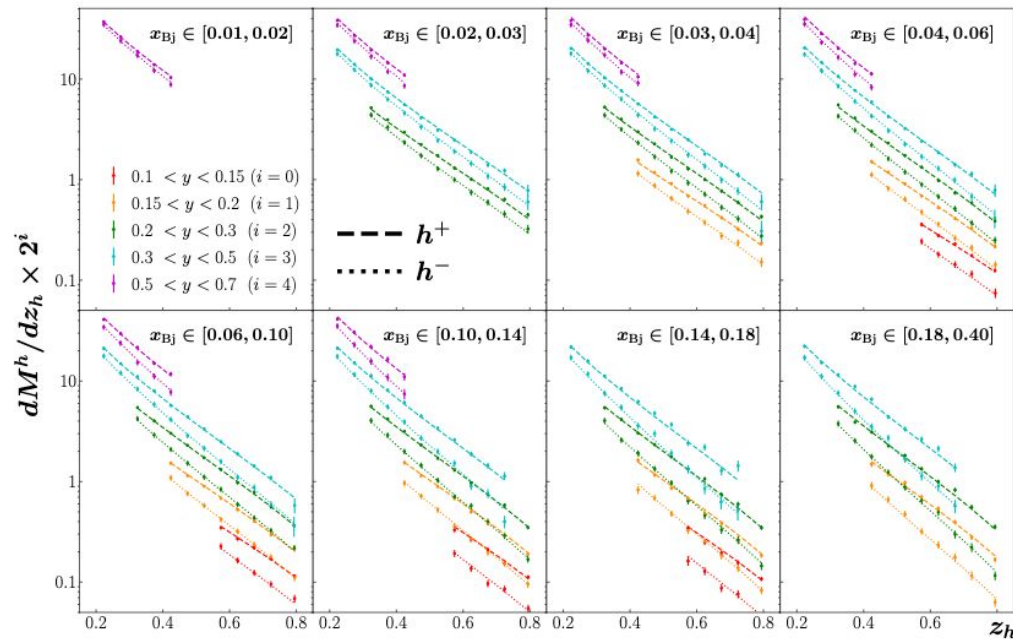 x_Bj ∈ [0.01, 0.02]
x_Bj ∈ [0.02, 0.03]
x_Bj ∈ [0.03, 0.04]
x_Bj ∈ [0.04, 0.06]
10
1
0.1
0.1 < y < 0.15 (i = 0)
0.15 < y < 0.2 (i = 1)
0.2 < y < 0.3 (i = 2)
0.3 < y < 0.5 (i = 3)
0.5 < y < 0.7 (i = 4)
h⁺
h⁻
dM^h/dz_h × 2^i
x_Bj ∈ [0.06, 0.10]
x_Bj ∈ [0.10, 0.14]
x_Bj ∈ [0.14, 0.18]
x_Bj ∈ [0.18, 0.40]
10
1
0.1
0.2 0.4 0.6 0.8 0.2 0.4 0.6 0.8 0.2 0.4 0.6 0.8 0.2 0.4 0.6 z_h